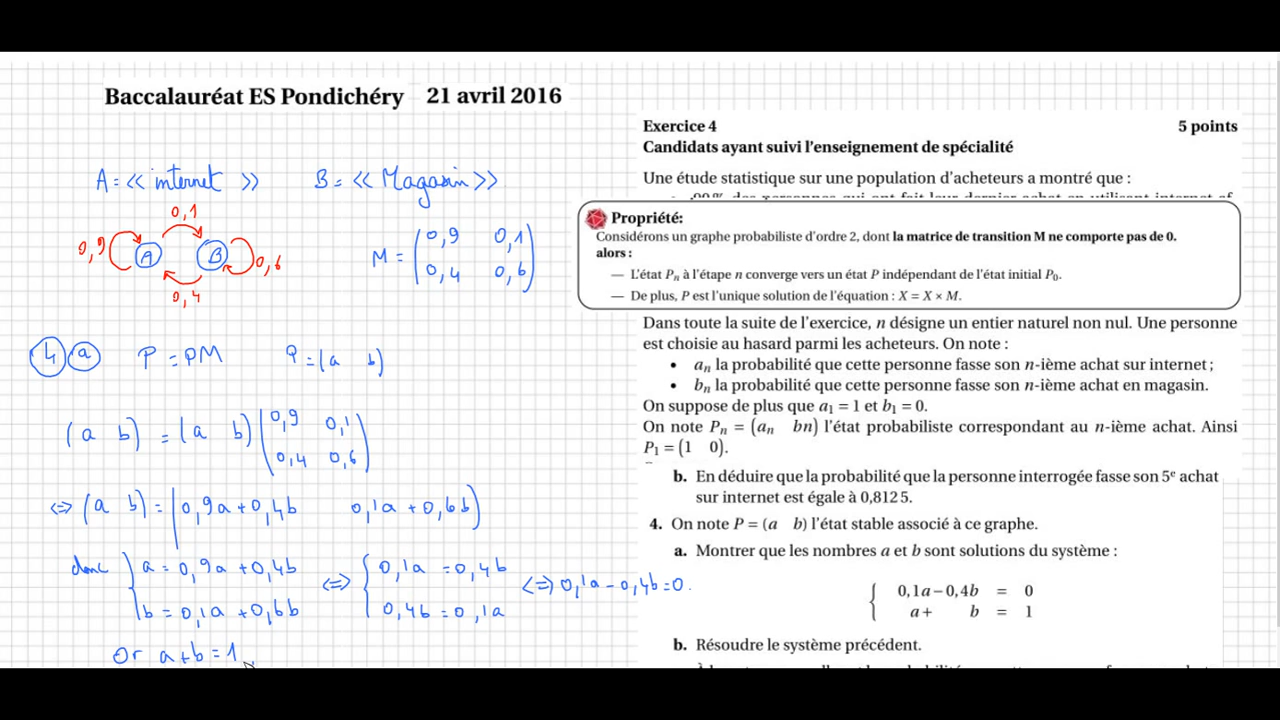 Baccalauréat ES Pondichéry 21 avril 2016
A = << internet >> B = << Magasin >>
0,1
0,9 A B 0,6
0,4
M = (0,9 0,1
0,4 0,6)
4 a P = PM P = (a b)
(a b) = (a b) (0,9 0,1
0,4 0,6)
<=> (a b) = (0,9a + 0,4b 0,1a + 0,6b)
donc { a = 0,9a + 0,4b <=> { 0,1a = 0,4b <=> 0,1a - 0,4b = 0.
b = 0,1a + 0,6b 0,4b = 0,1a
Or a + b = 1
Exercice 4 5 points
Candidats ayant suivi l'enseignement de spécialité
Une étude statistique sur une population d'acheteurs a montré que :
Propriété:
Considérons un graphe probabiliste d'ordre 2, dont la matrice de transition M ne comporte pas de 0.
alors :
— L'état Pn à l'étape n converge vers un état P indépendant de l'état initial P0.
— De plus, P est l'unique solution de l'équation : X = X × M.
Dans toute la suite de l'exercice, n désigne un entier naturel non nul. Une personne
est choisie au hasard parmi les acheteurs. On note :
• an la probabilité que cette personne fasse son n-ième achat sur internet ;
• bn la probabilité que cette personne fasse son n-ième achat en magasin.
On suppose de plus que a1 = 1 et b1 = 0.
On note Pn = (an bn) l'état probabiliste correspondant au n-ième achat. Ainsi
P1 = (1 0).
b. En déduire que la probabilité que la personne interrogée fasse son 5e achat
sur internet est égale à 0,812 5.
4. On note P = (a b) l'état stable associé à ce graphe.
a. Montrer que les nombres a et b sont solutions du système :
{ 0,1a − 0,4b = 0
a + b = 1
b. Résoudre le système précédent.